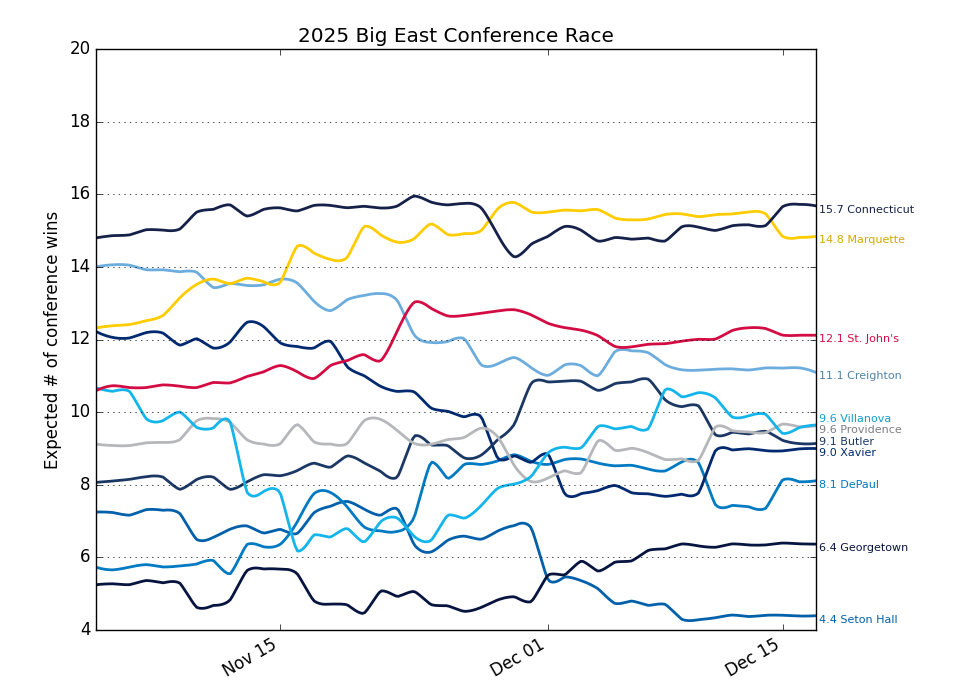 2025 Big East Conference Race
Expected # of conference wins
20
18
16
14
12
10
8
6
4
Nov 15
Dec 01
Dec 15
15.7 Connecticut
14.8 Marquette
12.1 St. John's
11.1 Creighton
9.6 Villanova
9.6 Providence
9.1 Butler
9.0 Xavier
8.1 DePaul
6.4 Georgetown
4.4 Seton Hall